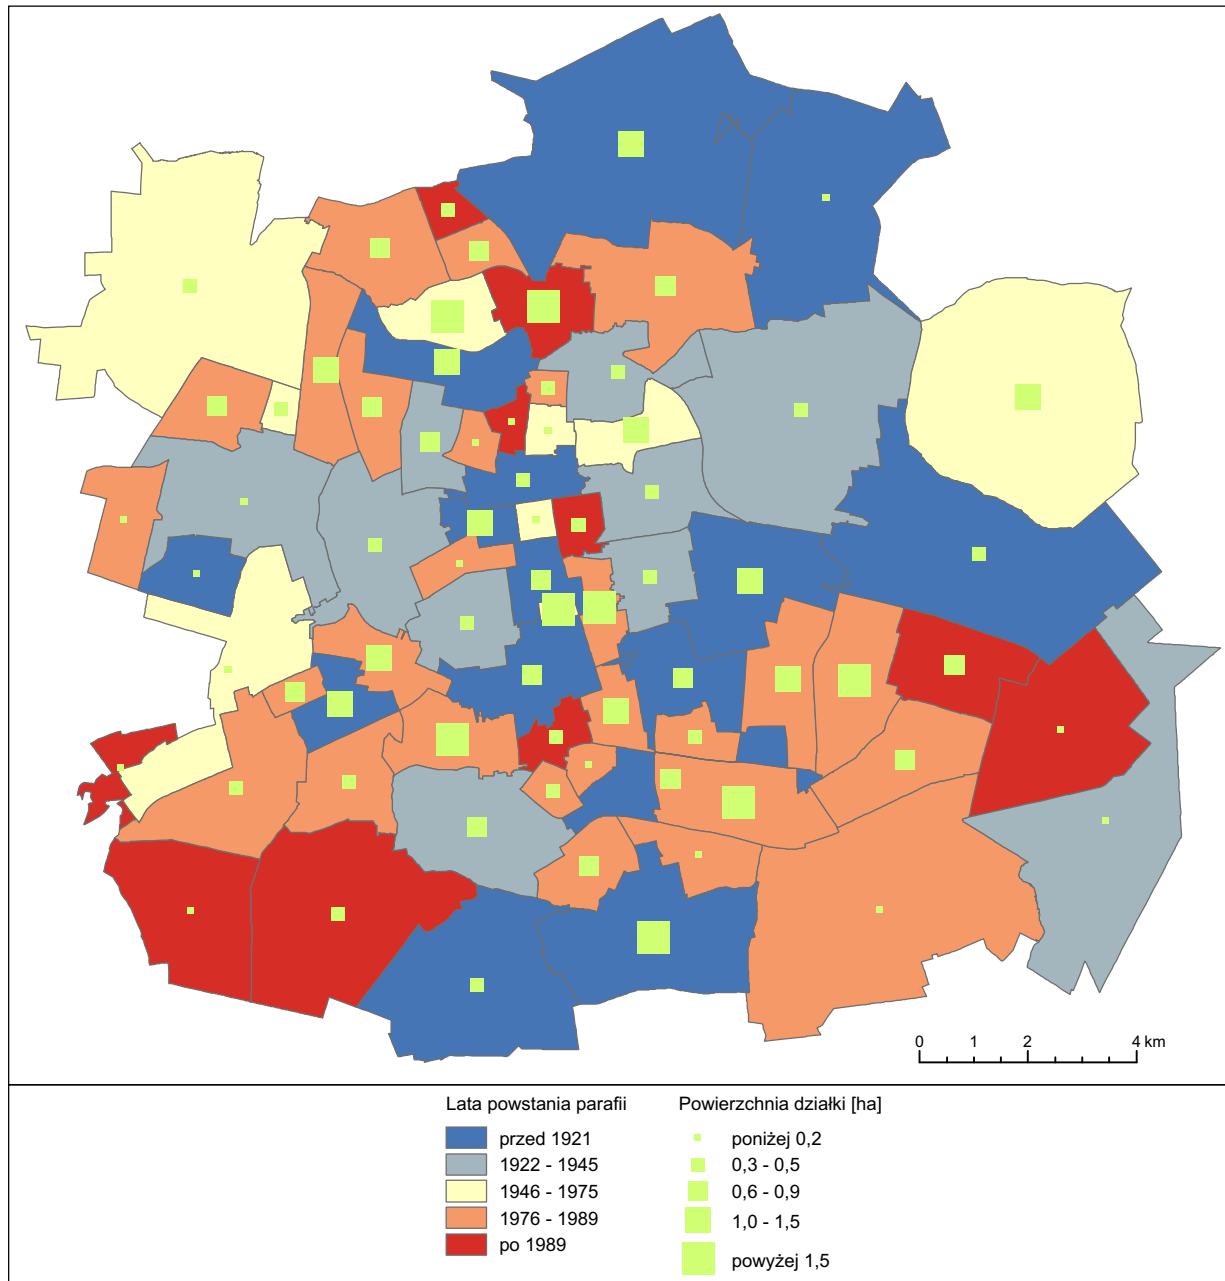 0 1 2 4 km
Lata powstania parafii
przed 1921
1922 - 1945
1946 - 1975
1976 - 1989
po 1989
Powierzchnia działki [ha]
poniżej 0,2
0,3 - 0,5
0,6 - 0,9
1,0 - 1,5
powyżej 1,5